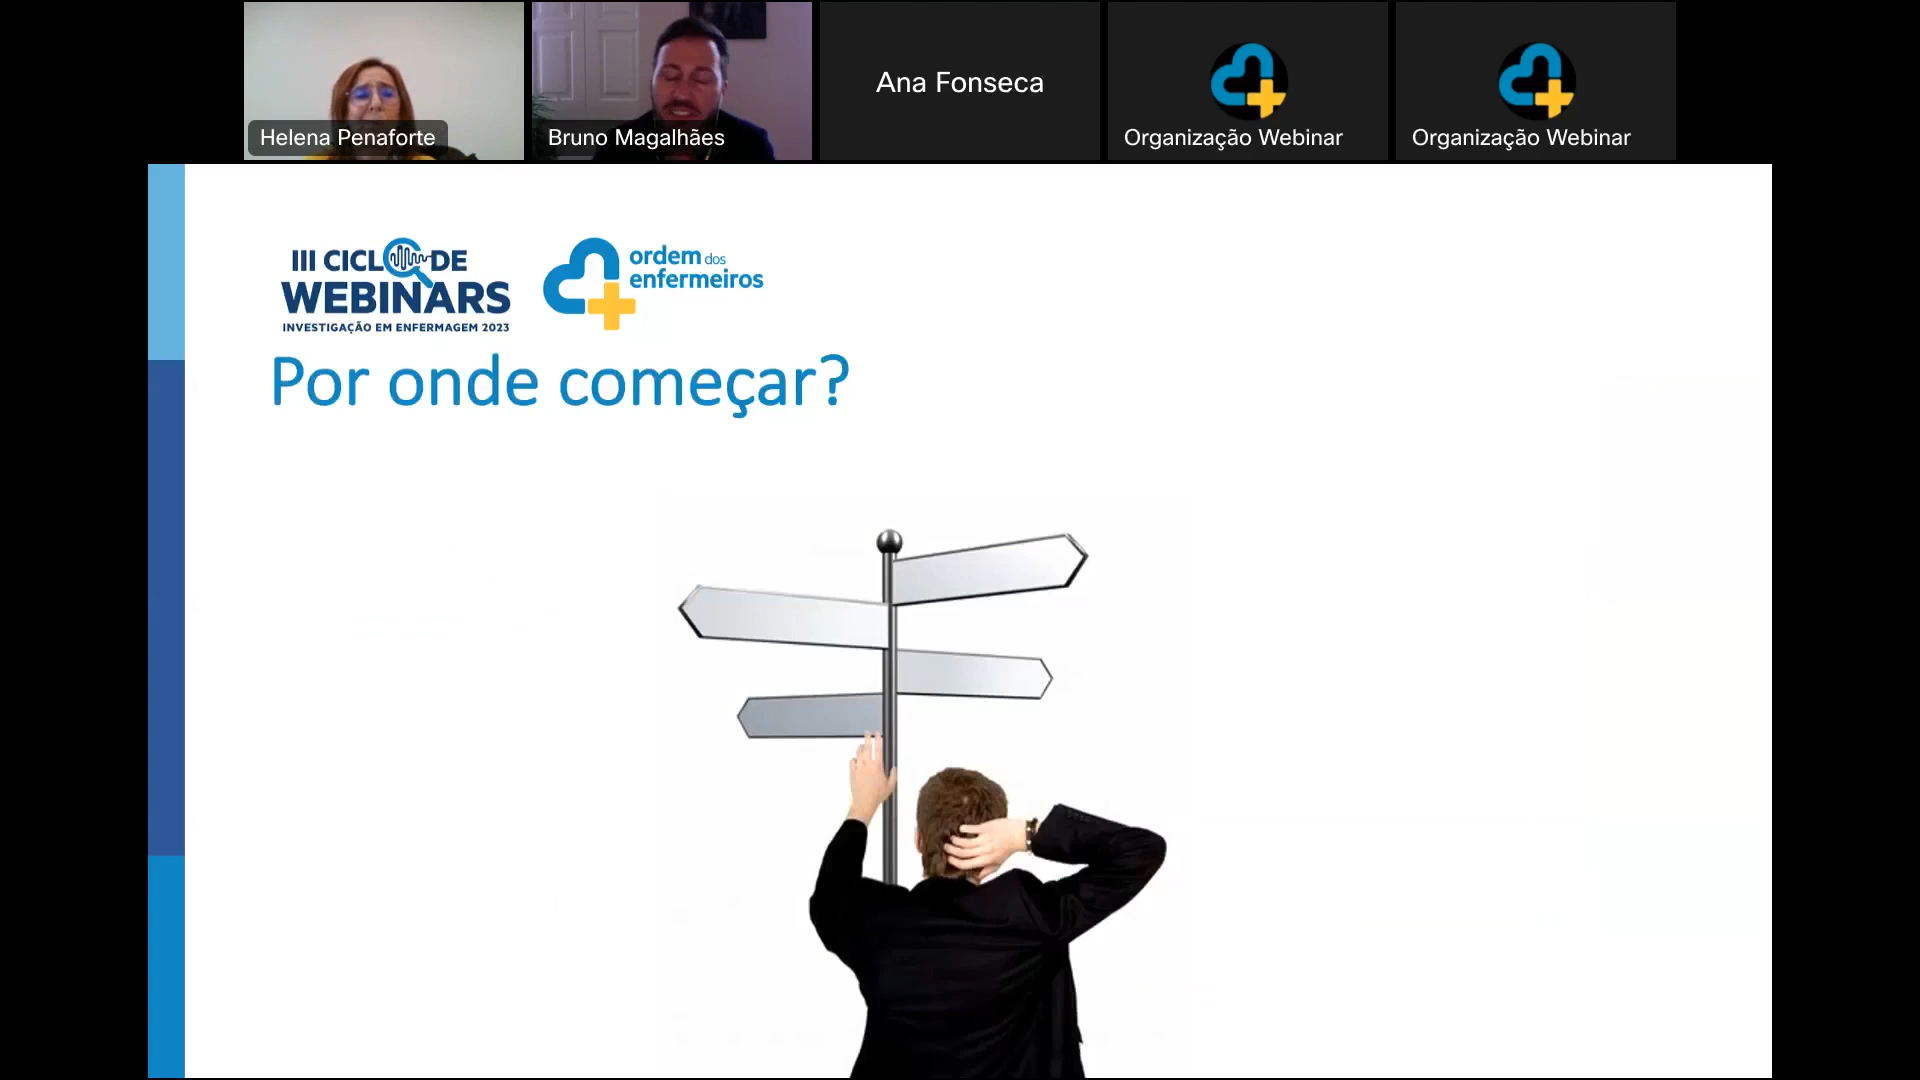 Helena Penaforte
Bruno Magalhães
Ana Fonseca
Organização Webinar
Organização Webinar
III CICLO DE
WEBINARS
INVESTIGAÇÃO EM ENFERMAGEM 2023
ordem dos
enfermeiros
Por onde começar?